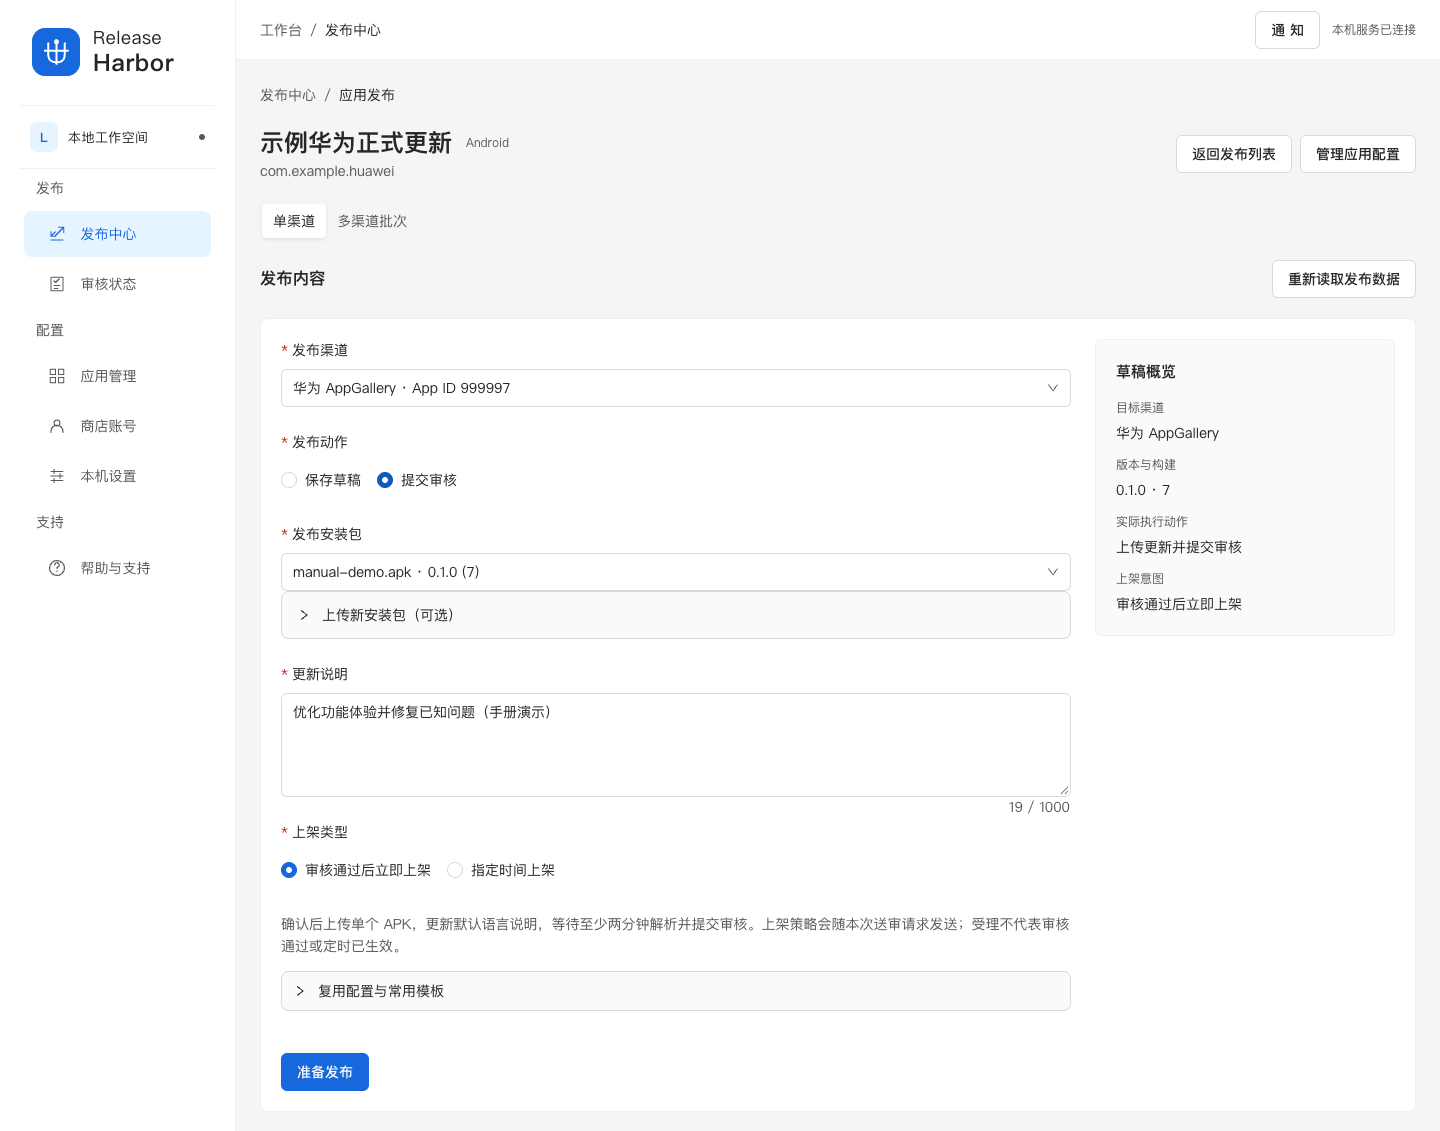 Release
Harbor
L 本地工作空间
发布
发布中心
审核状态
配置
应用管理
商店账号
本机设置
支持
帮助与支持
工作台 / 发布中心
通 知
本机服务已连接
发布中心 / 应用发布
示例华为正式更新 Android
com.example.huawei
返回发布列表
管理应用配置
单渠道
多渠道批次
发布内容
重新读取发布数据
* 发布渠道
华为 AppGallery · App ID 999997
* 发布动作
保存草稿
提交审核
* 发布安装包
manual-demo.apk · 0.1.0 (7)
上传新安装包（可选）
* 更新说明
优化功能体验并修复已知问题（手册演示）
19 / 1000
* 上架类型
审核通过后立即上架
指定时间上架
确认后上传单个 APK，更新默认语言说明，等待至少两分钟解析并提交审核。上架策略会随本次送审请求发送；受理不代表审核
通过或定时已生效。
复用配置与常用模板
准备发布
草稿概览
目标渠道
华为 AppGallery
版本与构建
0.1.0 · 7
实际执行动作
上传更新并提交审核
上架意图
审核通过后立即上架